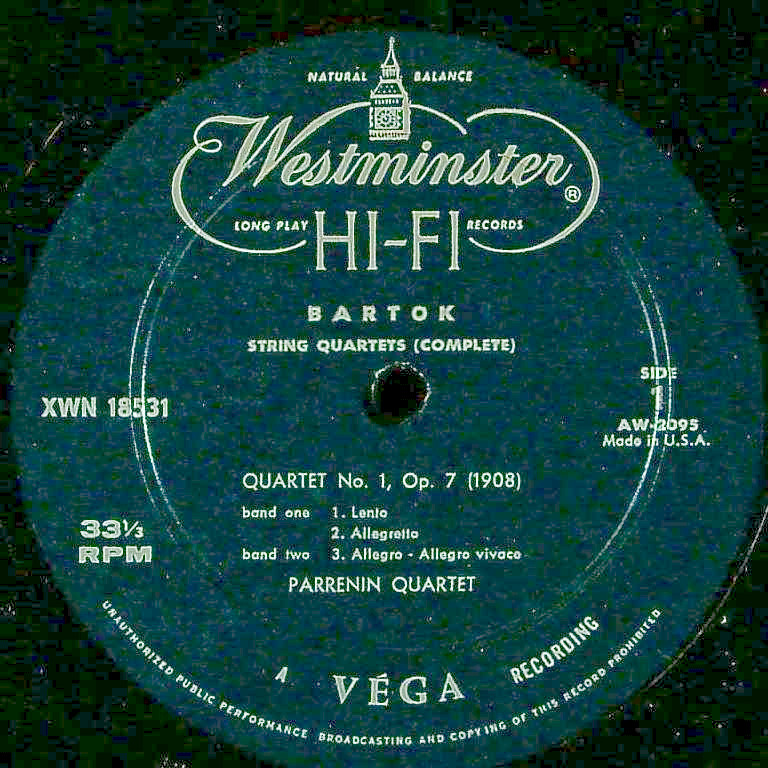 NATURAL BALANCE
Westminster ®
LONG PLAY HI-FI RECORDS
BARTOK
STRING QUARTETS (COMPLETE)
XWN 18531
SIDE
1
AW-2095
Made in U.S.A.
QUARTET No. 1, Op. 7 (1908)
band one 1. Lento
2. Allegretto
band two 3. Allegro - Allegro vivace
33⅓
RPM
PARRENIN QUARTET
A VÉGA RECORDING
UNAUTHORIZED PUBLIC PERFORMANCE BROADCASTING AND COPYING OF THIS RECORD PROHIBITED